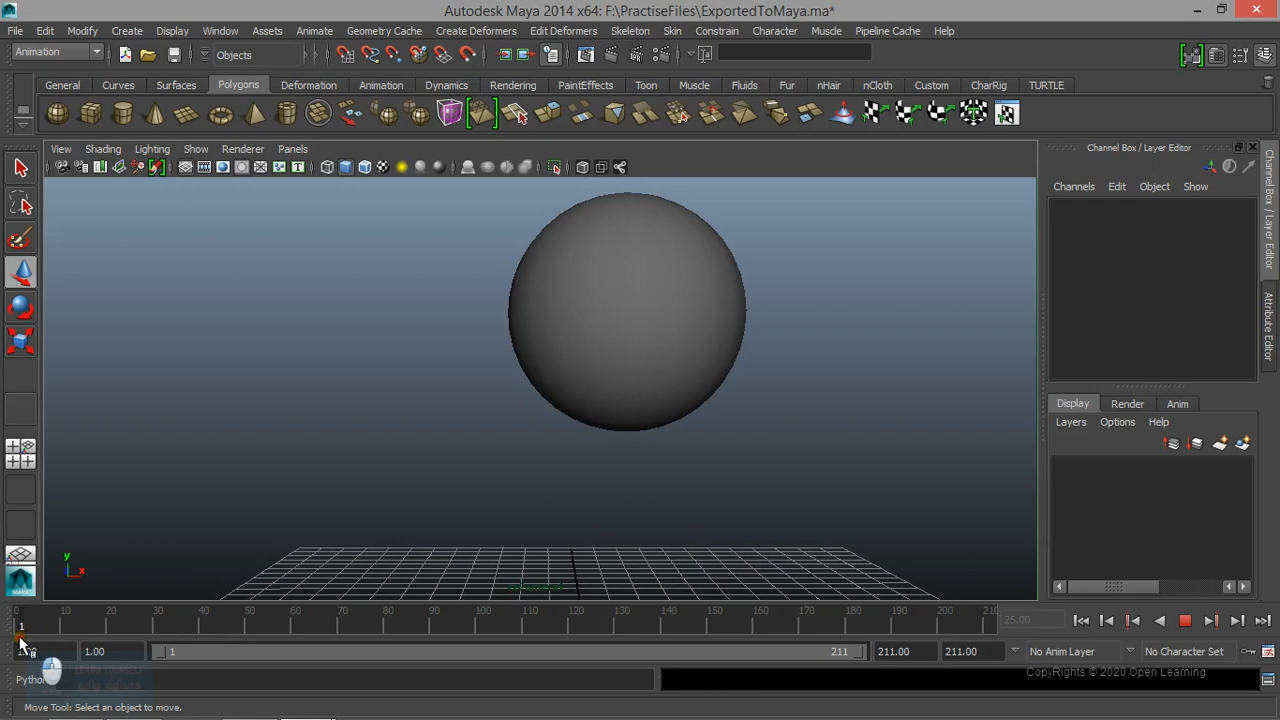 Autodesk Maya 2014 x64: F:\PractiseFiles\ExportedToMaya.ma*
File Edit Modify Create Display Window Assets Animate Geometry Cache Create Deformers Edit Deformers Skeleton Skin Constrain Character Muscle Pipeline Cache Help
Animation Objects
General Curves Surfaces Polygons Deformation Animation Dynamics Rendering PaintEffects Toon Muscle Fluids Fur nHair nCloth Custom CharRig TURTLE
View Shading Lighting Show Renderer Panels
Channel Box / Layer Editor
Channels Edit Object Show
Channel Box / Layer Editor
Attribute Editor
Display Render Anim
Layers Options Help
y
x
MAYA
0 10 20 30 40 50 60 70 80 90 100 110 120 130 140 150 160 170 180 190 200 210
1
25.00
1.00 1.00 1 211 211.00 211.00 No Anim Layer No Character Set
CopyRights © 2020 Open Learning
Python
Move Tool: Select an object to move.